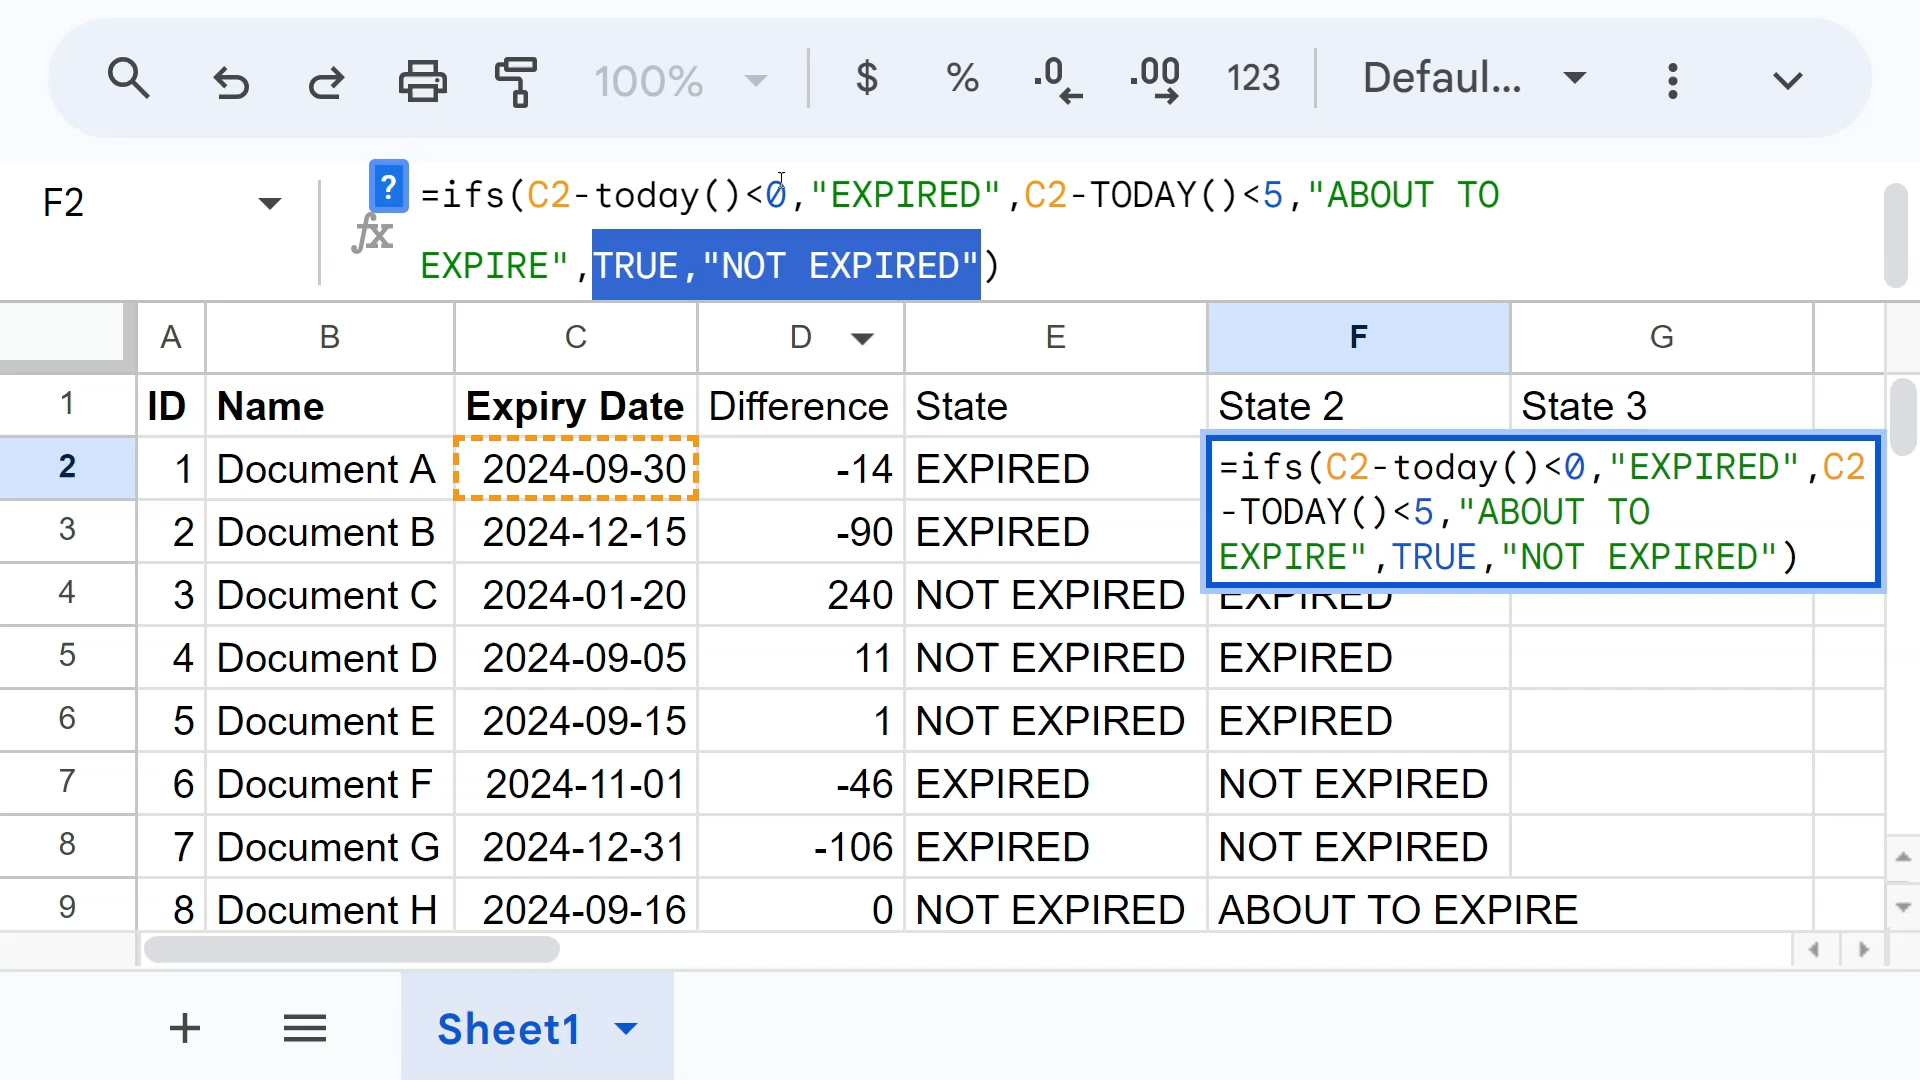 100% $ % .0 .00 123 Defaul...
F2 ? fx =ifs(C2-today()<0,"EXPIRED",C2-TODAY()<5,"ABOUT TO
EXPIRE",TRUE,"NOT EXPIRED")
A B C D E F G
1 ID Name Expiry Date Difference State State 2 State 3
2 1 Document A 2024-09-30 -14 EXPIRED =ifs(C2-today()<0,"EXPIRED",C2
-TODAY()<5,"ABOUT TO
EXPIRE",TRUE,"NOT EXPIRED")
3 2 Document B 2024-12-15 -90 EXPIRED
4 3 Document C 2024-01-20 240 NOT EXPIRED EXPIRED
5 4 Document D 2024-09-05 11 NOT EXPIRED EXPIRED
6 5 Document E 2024-09-15 1 NOT EXPIRED EXPIRED
7 6 Document F 2024-11-01 -46 EXPIRED NOT EXPIRED
8 7 Document G 2024-12-31 -106 EXPIRED NOT EXPIRED
9 8 Document H 2024-09-16 0 NOT EXPIRED ABOUT TO EXPIRE
Sheet1